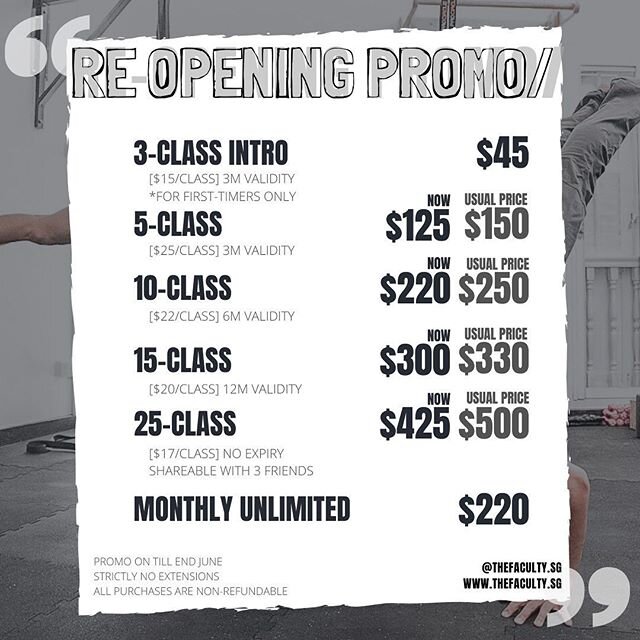 RE OPENING PROMO//
3-CLASS INTRO $45
[$15/CLASS] 3M VALIDITY
*FOR FIRST-TIMERS ONLY
NOW USUAL PRICE
5-CLASS $125 $150
[$25/CLASS] 3M VALIDITY
NOW USUAL PRICE
10-CLASS $220 $250
[$22/CLASS] 6M VALIDITY
NOW USUAL PRICE
15-CLASS $300 $330
[$20/CLASS] 12M VALIDITY
NOW USUAL PRICE
25-CLASS $425 $500
[$17/CLASS] NO EXPIRY
SHAREABLE WITH 3 FRIENDS
MONTHLY UNLIMITED $220
PROMO ON TILL END JUNE
STRICTLY NO EXTENSIONS
ALL PURCHASES ARE NON-REFUNDABLE
@THEFACULTY.SG
WWW.THEFACULTY.SG